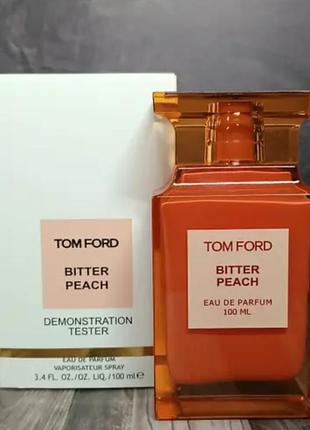 TOM FORD
BITTER
PEACH
DEMONSTRATION
TESTER
EAU DE PARFUM
VAPORISATEUR SPRAY
3.4 FL. OZ./OZ. LIQ./100 ml ℮
TOM FORD
BITTER
PEACH
EAU DE PARFUM
100 ML